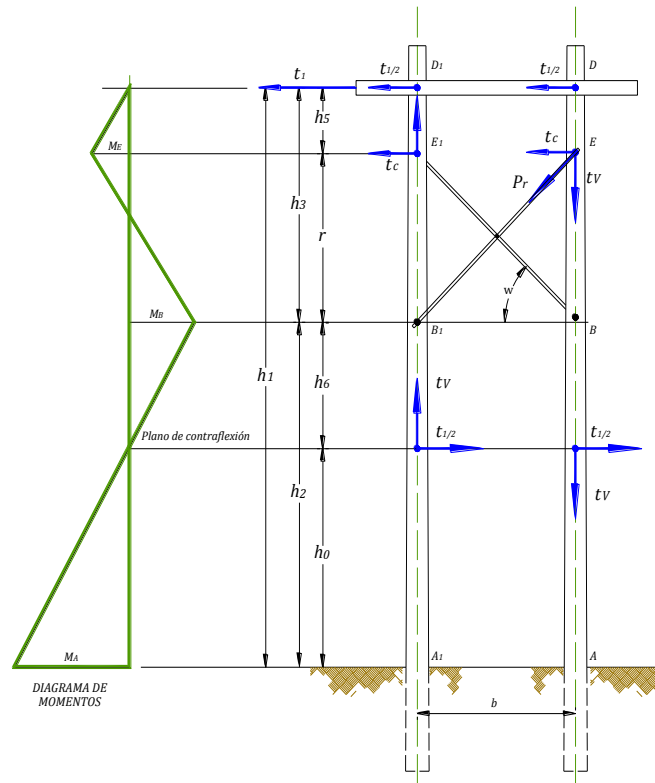 D1
D
t1
t1/2
t1/2
h5
ME
E1
E
tc
tc
Pr
tV
h3
r
w
MB
B1
B
h1
h6
tV
Plano de contraflexión
t1/2
t1/2
h2
tV
h0
MA
A1
A
DIAGRAMA DE
MOMENTOS
b